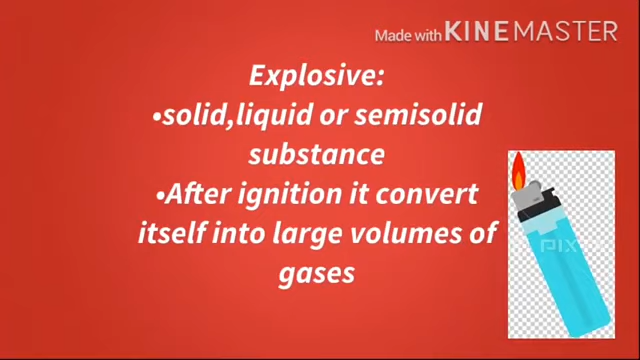 Made with KINEMASTER
Explosive:
•solid,liquid or semisolid
substance
•After ignition it convert
itself into large volumes of
gases